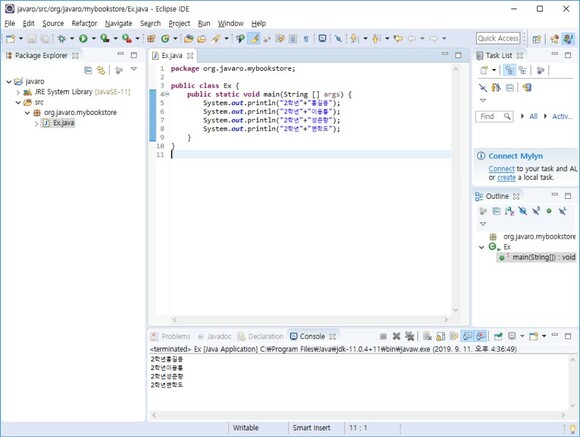 javaro/src/org/javaro/mybookstore/Ex.java - Eclipse IDE
File Edit Source Refactor Navigate Search Project Run Window Help
Quick Access
Package Explorer
javaro
JRE System Library [JavaSE-11]
src
org.javaro.mybookstore
Ex.java
Ex.java
1 package org.javaro.mybookstore;
2
3 public class Ex {
4 public static void main(String [] args) {
5 System.out.println("2학년"+"홍길동");
6 System.out.println("2학년"+"이몽룡");
7 System.out.println("2학년"+"성춘향");
8 System.out.println("2학년"+"변학도");
9 }
10 }
11
Task List
Find
All
Activ...
Connect Mylyn
Connect to your task and AL
or create a local task.
Outline
org.javaro.mybookstore
Ex
main(String[]) : void
Problems Javadoc Declaration Console
<terminated> Ex [Java Application] C:₩Program Files₩Java₩jdk-11.0.4+11₩bin₩javaw.exe (2019. 9. 11. 오후 4:36:49)
2학년홍길동
2학년이몽룡
2학년성춘향
2학년변학도
Writable
Smart Insert
11 : 1